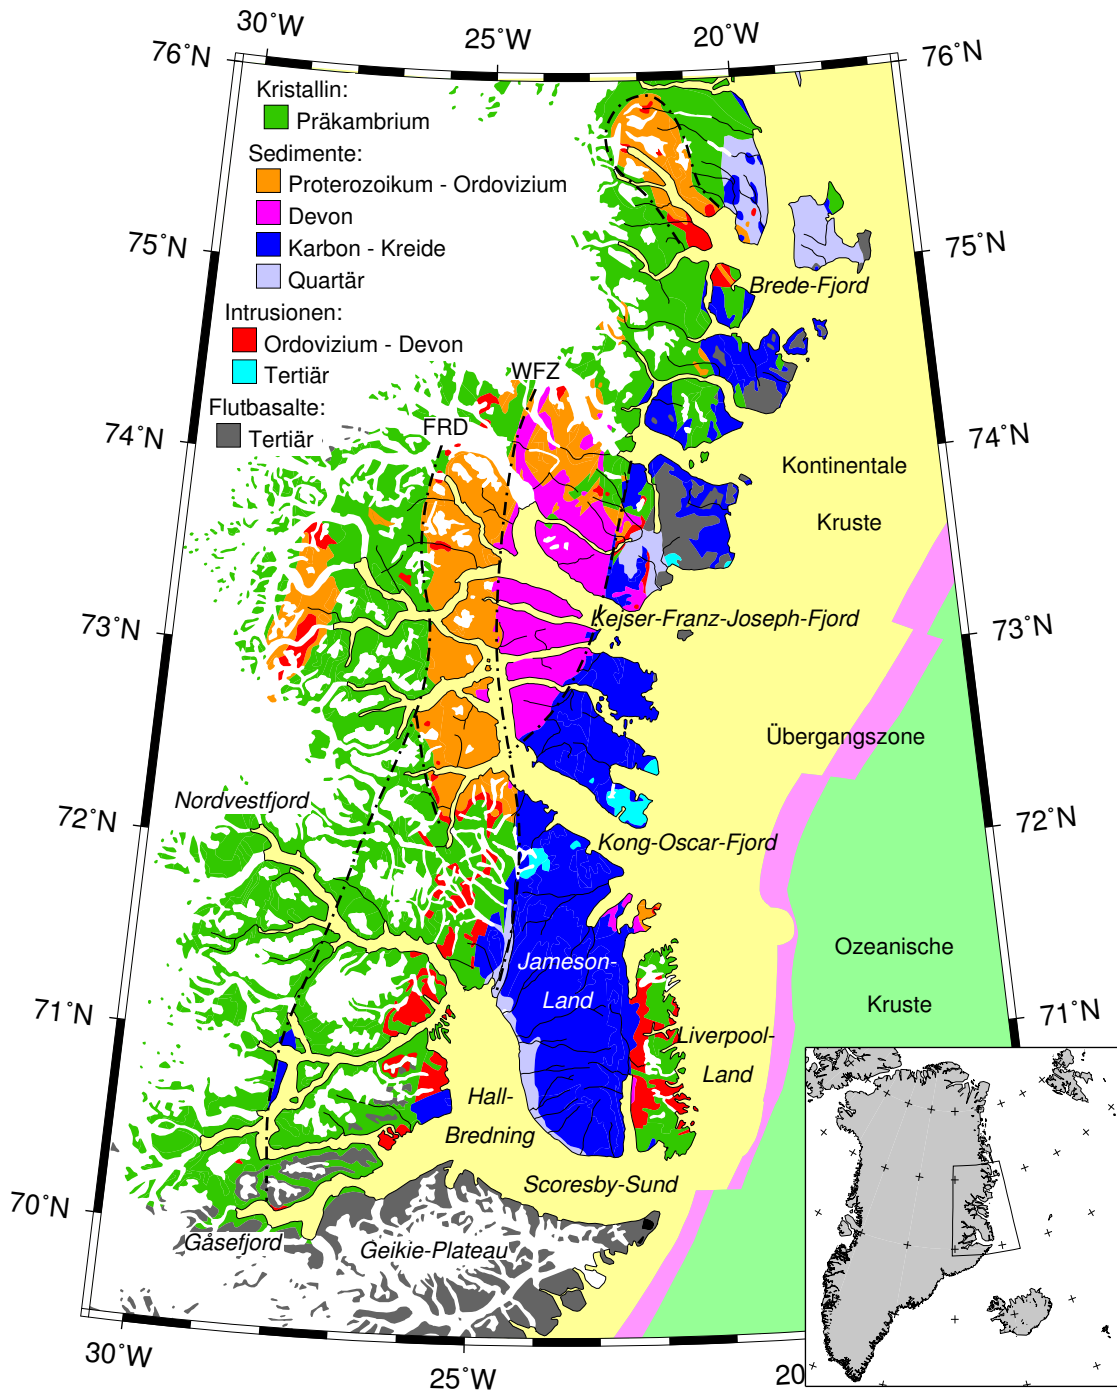 30°W
25°W
20°W
76°N
76°N
Kristallin:
Präkambrium
Sedimente:
Proterozoikum - Ordovizium
Devon
Karbon - Kreide
Quartär
Intrusionen:
Ordovizium - Devon
Tertiär
Flutbasalte:
Tertiär
75°N
75°N
Brede-Fjord
WFZ
FRD
74°N
74°N
Kontinentale
Kruste
73°N
73°N
Kejser-Franz-Joseph-Fjord
Übergangszone
Nordvestfjord
72°N
72°N
Kong-Oscar-Fjord
Ozeanische
Kruste
Jameson-
Land
71°N
71°N
Liverpool-
Land
Hall-
Bredning
Scoresby-Sund
70°N
Gåsefjord
Geikie-Plateau
30°W
25°W
20